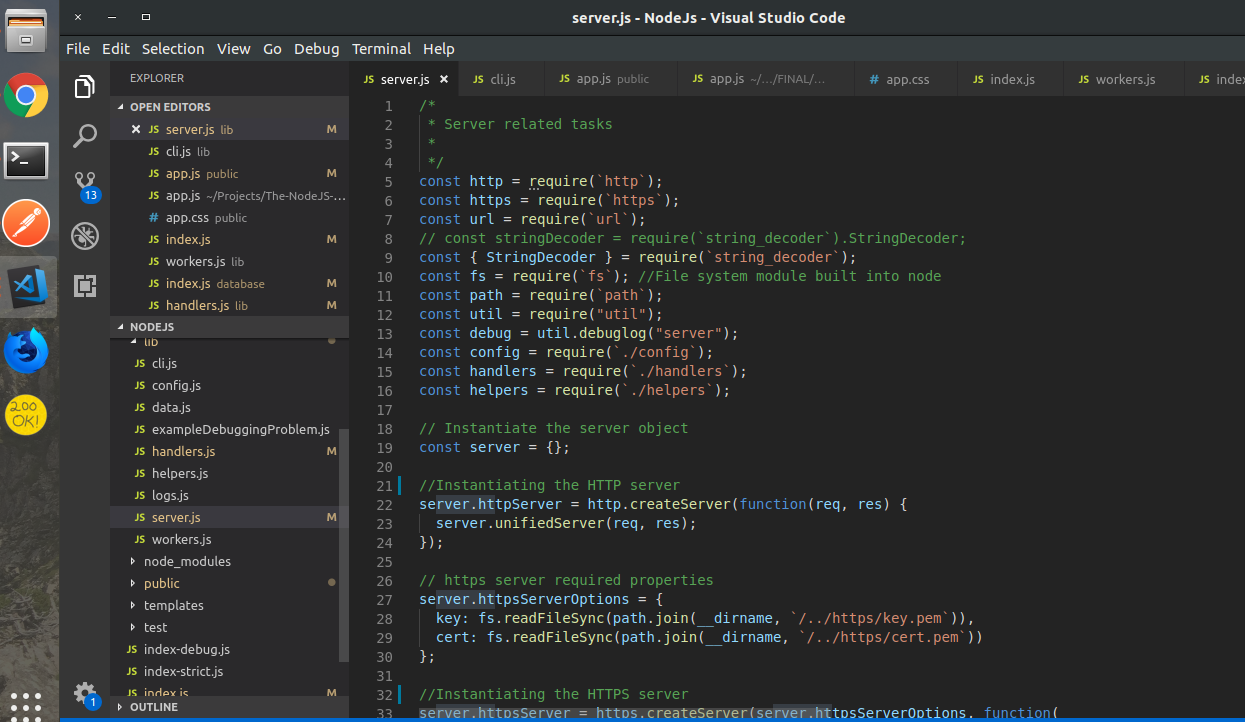 server.js - NodeJs - Visual Studio Code
File Edit Selection View Go Debug Terminal Help
EXPLORER
OPEN EDITORS
JS server.js lib M
JS cli.js lib
JS app.js public M
JS app.js ~/Projects/The-NodeJS-...
# app.css public
JS index.js M
JS workers.js lib
JS index.js database M
JS handlers.js lib M
NODEJS
lib
JS cli.js
JS config.js
JS data.js
JS exampleDebuggingProblem.js
JS handlers.js M
JS helpers.js
JS logs.js
JS server.js M
JS workers.js
node_modules
public
templates
test
JS index-debug.js
JS index-strict.js
JS index.js M
OUTLINE
13
1
200
OK!
JS server.js JS cli.js JS app.js public JS app.js ~/.../FINAL/... # app.css JS index.js JS workers.js JS inde
1 /*
2 * Server related tasks
3 *
4 */
5 const http = require(`http`);
6 const https = require(`https`);
7 const url = require(`url`);
8 // const stringDecoder = require(`string_decoder`).StringDecoder;
9 const { StringDecoder } = require(`string_decoder`);
10 const fs = require(`fs`); //File system module built into node
11 const path = require(`path`);
12 const util = require("util");
13 const debug = util.debuglog("server");
14 const config = require(`./config`);
15 const handlers = require(`./handlers`);
16 const helpers = require(`./helpers`);
17
18 // Instantiate the server object
19 const server = {};
20
21 //Instantiating the HTTP server
22 server.httpServer = http.createServer(function(req, res) {
23 server.unifiedServer(req, res);
24 });
25
26 // https server required properties
27 server.httpsServerOptions = {
28 key: fs.readFileSync(path.join(__dirname, `/../https/key.pem`)),
29 cert: fs.readFileSync(path.join(__dirname, `/../https/cert.pem`))
30 };
31
32 //Instantiating the HTTPS server
33 server.httpsServer = https.createServer(server.httpsServerOptions, function(